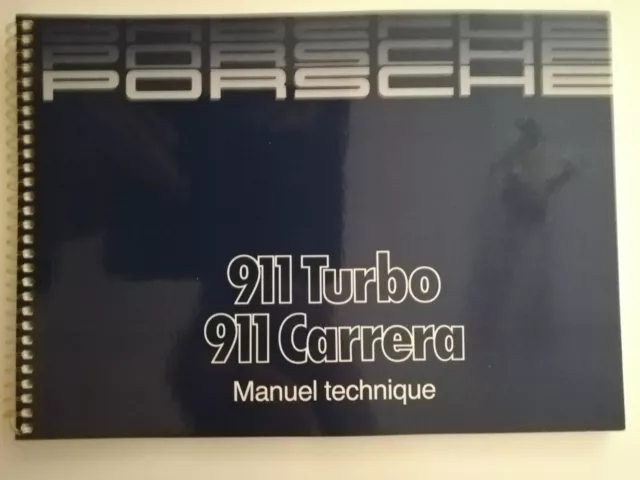 PORSCHE
PORSCHE
PORSCHE
911 Turbo
911 Carrera
Manuel technique